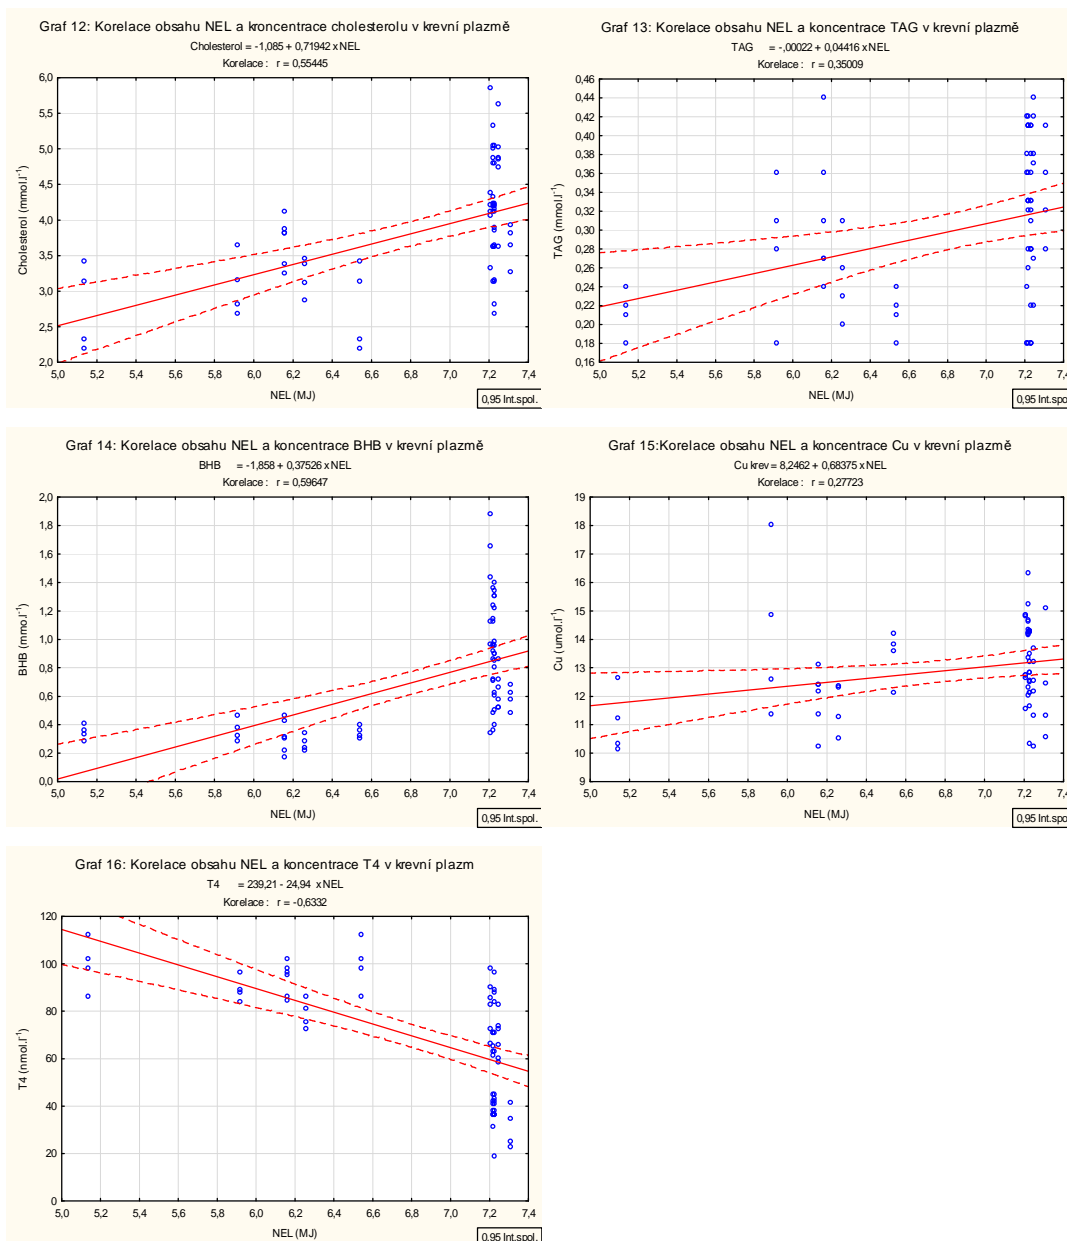 Graf 12: Korelace obsahu NEL a kroncentrace cholesterolu v krevní plazmě
Cholesterol = -1,085 + 0,71942 x NEL
Korelace : r = 0,55445
6,0
5,5
5,0
4,5
4,0
3,5
3,0
2,5
2,0
Cholesterol (mmol.l⁻¹)
5,0 5,2 5,4 5,6 5,8 6,0 6,2 6,4 6,6 6,8 7,0 7,2 7,4
NEL (MJ)
0,95 Int.spol.
Graf 13: Korelace obsahu NEL a koncentrace TAG v krevní plazmě
TAG = -,00022 + 0,04416 x NEL
Korelace : r = 0,35009
0,46
0,44
0,42
0,40
0,38
0,36
0,34
0,32
0,30
0,28
0,26
0,24
0,22
0,20
0,18
0,16
TAG (mmol.l⁻¹)
5,0 5,2 5,4 5,6 5,8 6,0 6,2 6,4 6,6 6,8 7,0 7,2 7,4
NEL (MJ)
0,95 Int.spol
Graf 14: Korelace obsahu NEL a koncentrace BHB v krevní plazmě
BHB = -1,858 + 0,37526 x NEL
Korelace : r = 0,59647
2,0
1,8
1,6
1,4
1,2
1,0
0,8
0,6
0,4
0,2
0,0
BHB (mmol.l⁻¹)
5,0 5,2 5,4 5,6 5,8 6,0 6,2 6,4 6,6 6,8 7,0 7,2 7,4
NEL (MJ)
0,95 Int.spol.
Graf 15:Korelace obsahu NEL a koncentrace Cu v krevní plazmě
Cu krev = 8,2462 + 0,68375 x NEL
Korelace : r = 0,27723
19
18
17
16
15
14
13
12
11
10
9
Cu (umol.l⁻¹)
5,0 5,2 5,4 5,6 5,8 6,0 6,2 6,4 6,6 6,8 7,0 7,2 7,4
NEL (MJ)
0,95 Int.spol
Graf 16: Korelace obsahu NEL a koncentrace T4 v krevní plazm
T4 = 239,21 - 24,94 x NEL
Korelace : r = -0,6332
120
100
80
60
40
20
0
T4 (nmol.l⁻¹)
5,0 5,2 5,4 5,6 5,8 6,0 6,2 6,4 6,6 6,8 7,0 7,2 7,4
NEL (MJ)
0,95 Int.spol.